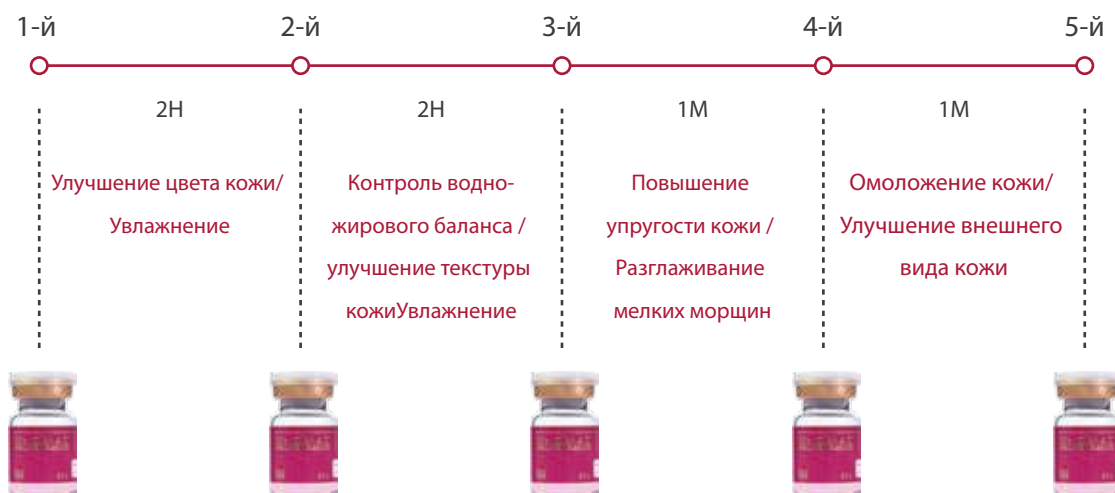 1-й
2-й
3-й
4-й
5-й
2Н
2Н
1М
1М
Улучшение цвета кожи/
Увлажнение
Контроль водно-
жирового баланса /
улучшение текстуры
кожиУвлажнение
Повышение
упругости кожи /
Разглаживание
мелких морщин
Омоложение кожи/
Улучшение внешнего
вида кожи